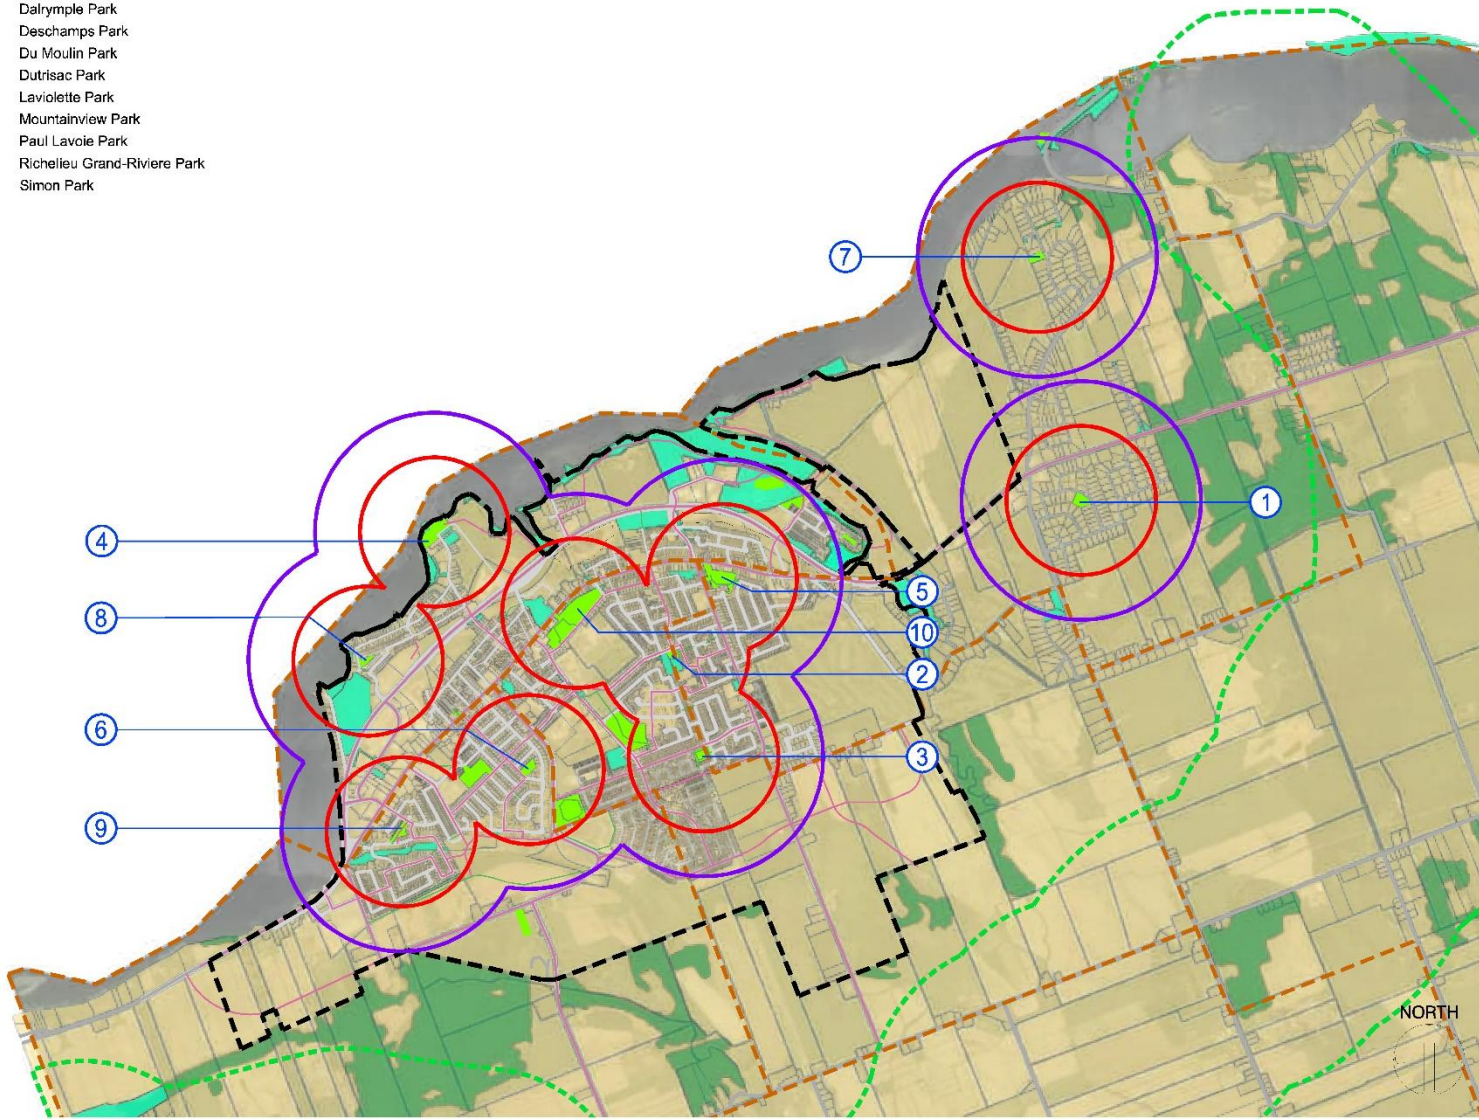 Dalrymple Park
Deschamps Park
Du Moulin Park
Dutrisac Park
Laviolette Park
Mountainview Park
Paul Lavoie Park
Richelieu Grand-Riviere Park
Simon Park
7
1
4
5
8
10
2
6
3
9
NORTH